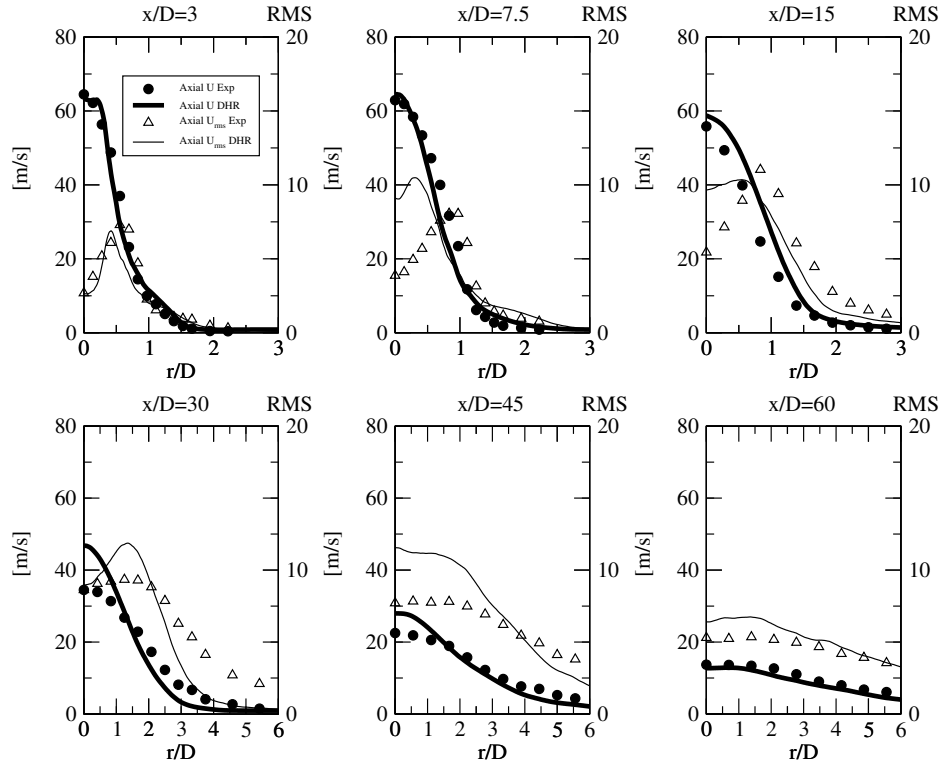 x/D=3 RMS
80 20
60
40 10
20
0 0
0 1 2 3
r/D
[m/s]
Axial U Exp
Axial U DHR
Axial Urms Exp
Axial Urms DHR
x/D=7.5 RMS
80 20
60
40 10
20
0 0
0 1 2 3
r/D
[m/s]
x/D=15 RMS
80 20
60
40 10
20
0 0
0 1 2 3
r/D
[m/s]
x/D=30 RMS
80 20
60
40 10
20
0 0
0 1 2 3 4 5 6
r/D
[m/s]
x/D=45 RMS
80 20
60
40 10
20
0 0
0 1 2 3 4 5 6
r/D
[m/s]
x/D=60 RMS
80 20
60
40 10
20
0 0
0 1 2 3 4 5 6
r/D
[m/s]